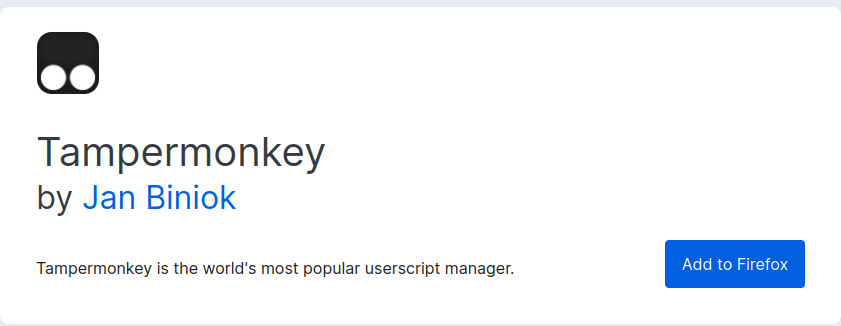 Tampermonkey
by Jan Biniok
Tampermonkey is the world's most popular userscript manager.
Add to Firefox